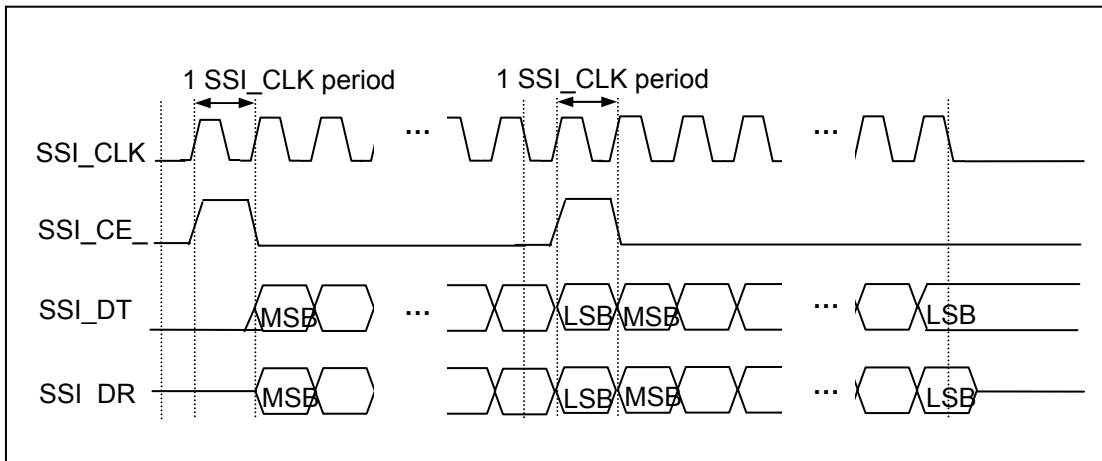 1 SSI_CLK period 1 SSI_CLK period
SSI_CLK ... ...
SSI_CE_
SSI_DT MSB ... LSB MSB ... LSB
SSI DR MSB LSB MSB ... LSB